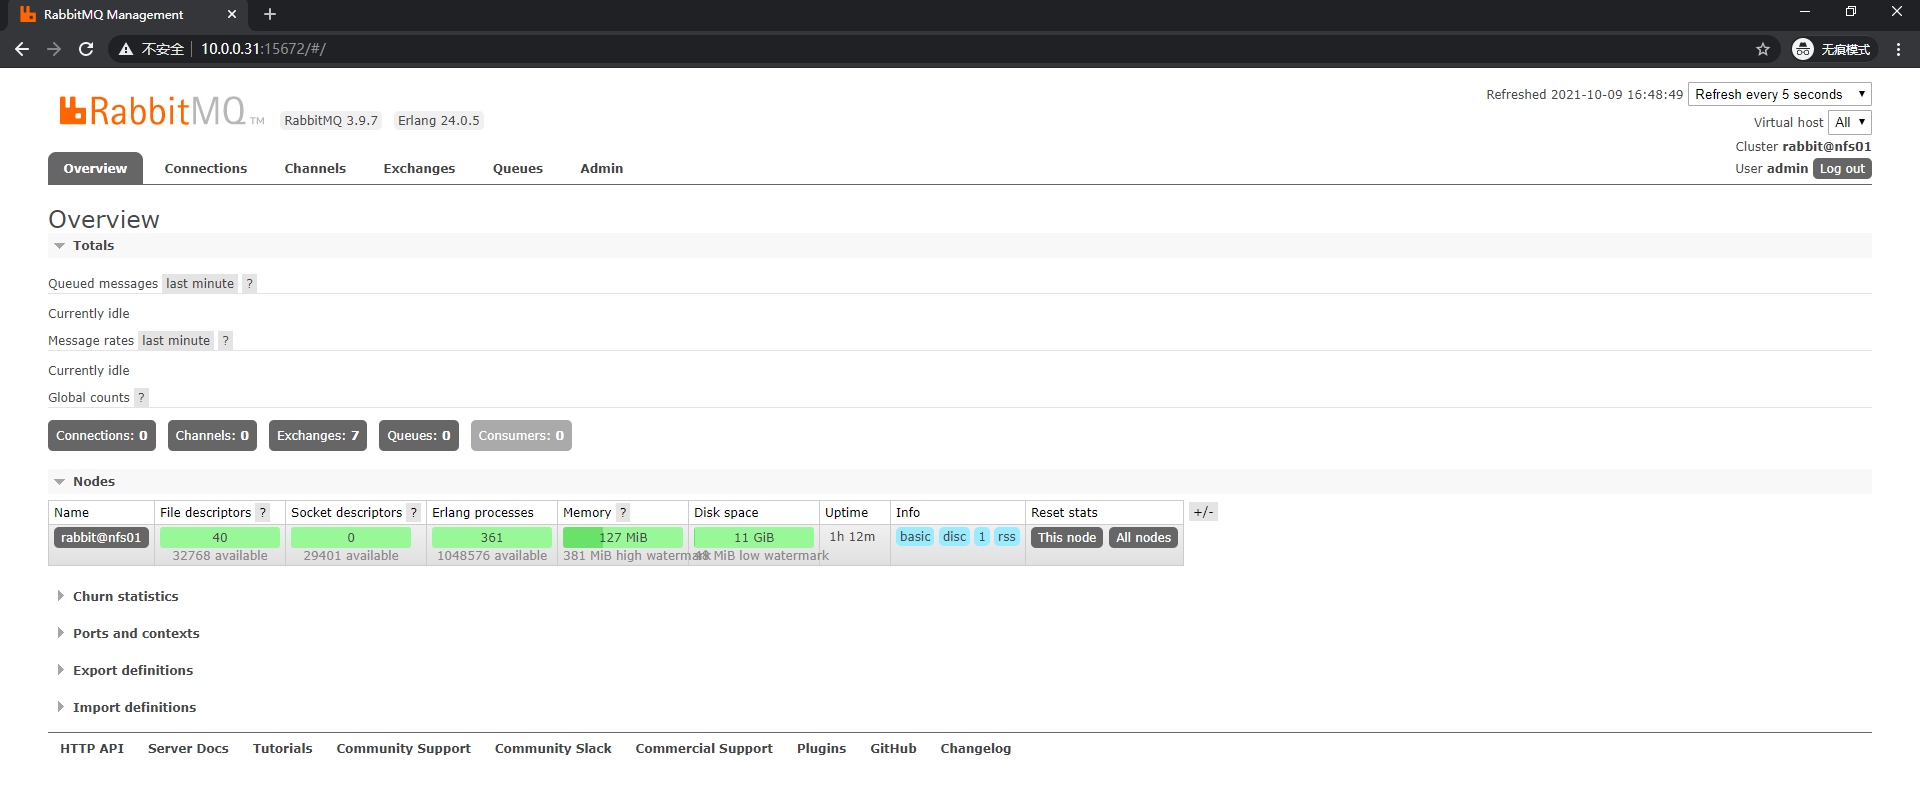 RabbitMQ Management
不安全 10.0.0.31:15672/#/ 无痕模式
RabbitMQ TM RabbitMQ 3.9.7 Erlang 24.0.5
Refreshed 2021-10-09 16:48:49 Refresh every 5 seconds
Virtual host All
Cluster rabbit@nfs01
User admin Log out
Overview Connections Channels Exchanges Queues Admin
Overview
Totals
Queued messages last minute ?
Currently idle
Message rates last minute ?
Currently idle
Global counts ?
Connections: 0 Channels: 0 Exchanges: 7 Queues: 0 Consumers: 0
Nodes
Name File descriptors ? Socket descriptors ? Erlang processes Memory ? Disk space Uptime Info Reset stats +/-
rabbit@nfs01 40 0 361 127 MiB 11 GiB 1h 12m basic disc 1 rss This node All nodes
32768 available 29401 available 1048576 available 381 MiB high watermark 48 MiB low watermark
Churn statistics
Ports and contexts
Export definitions
Import definitions
HTTP API Server Docs Tutorials Community Support Community Slack Commercial Support Plugins GitHub Changelog